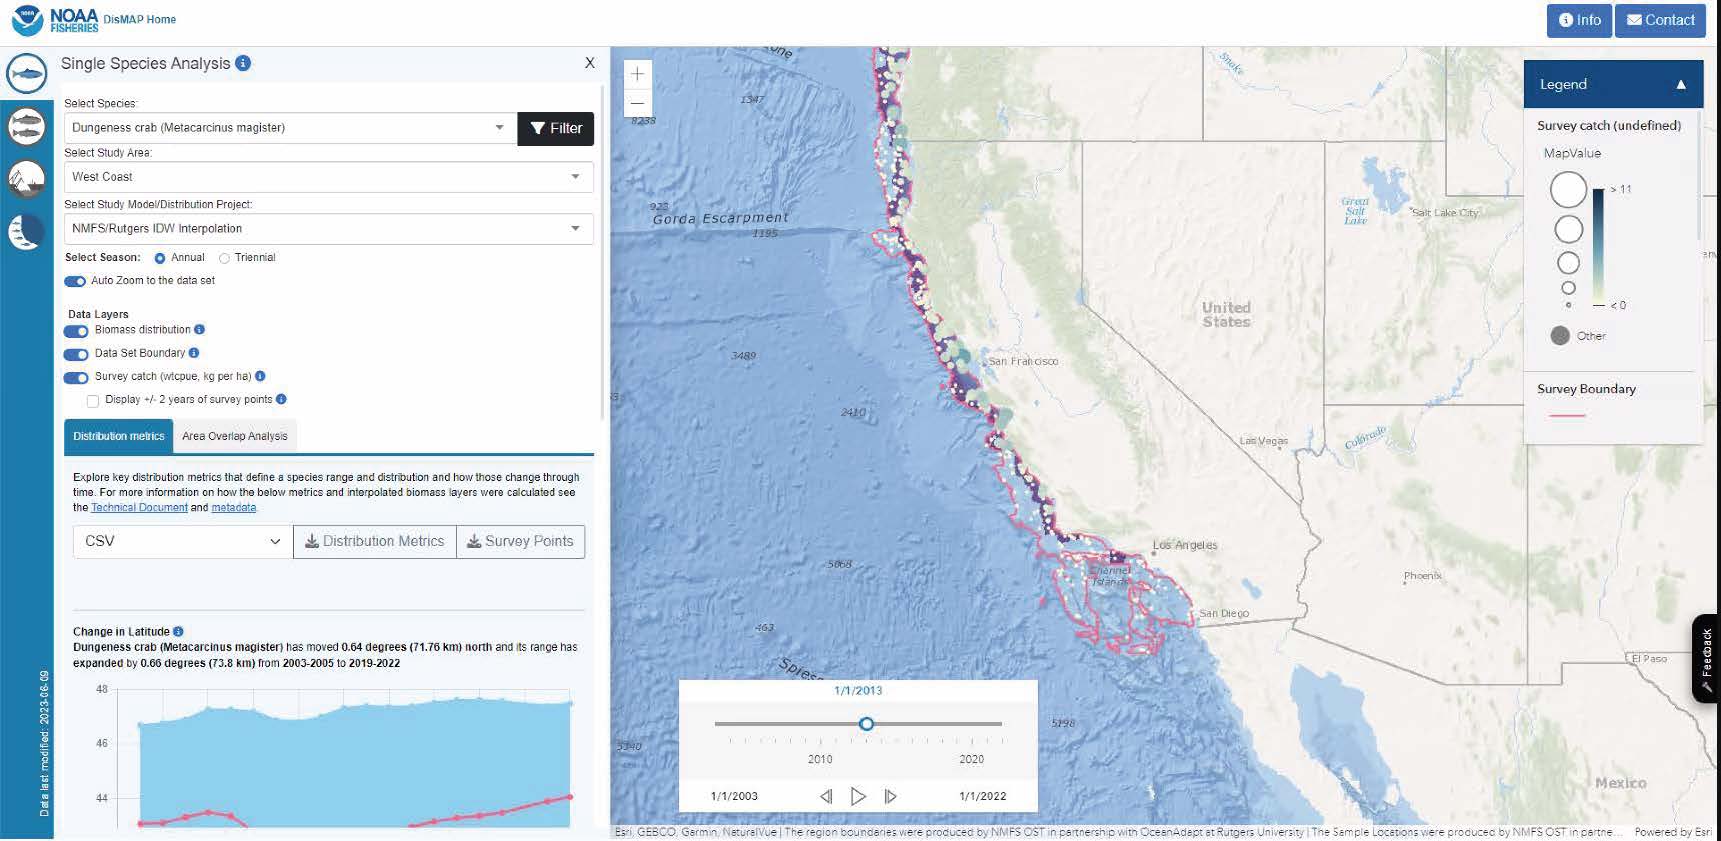 NOAA
FISHERIES
DisMAP Home
Info
Contact
Single Species Analysis
X
Select Species:
Dungeness crab (Metacarcinus magister)
Filter
Select Study Area:
West Coast
Select Study Model/Distribution Project:
NMFS/Rutgers IDW Interpolation
Select Season:
Annual
Triennial
Auto Zoom to the data set
Data Layers
Biomass distribution
Data Set Boundary
Survey catch (wtcpue, kg per ha)
Display +/- 2 years of survey points
Distribution metrics
Area Overlap Analysis
Explore key distribution metrics that define a species range and distribution and how those change through
time. For more information on how the below metrics and interpolated biomass layers were calculated see
the Technical Document and metadata.
CSV
Distribution Metrics
Survey Points
Change in Latitude
Dungeness crab (Metacarcinus magister) has moved 0.64 degrees (71.76 km) north and its range has
expanded by 0.66 degrees (73.8 km) from 2003-2005 to 2019-2022
48
46
44
Data last modified: 2023-06-09
1347
8238
Snake
923
Gorda Escarpment
1195
Great
Salt
Lake
Salt Lake City
United
States
3489
San Francisco
2410
Las Vegas
Colorado
Los Angeles
Channel
Islands
5068
Phoenix
San Diego
463
El Paso
5198
5340
Mexico
Legend
Survey catch (undefined)
MapValue
> 11
< 0
Other
Survey Boundary
Feedback
1/1/2013
2010
2020
1/1/2003
1/1/2022
Esri, GEBCO, Garmin, NaturalVue | The region boundaries were produced by NMFS OST in partnership with OceanAdapt at Rutgers University | The Sample Locations were produced by NMFS OST in partne...
Powered by Esri